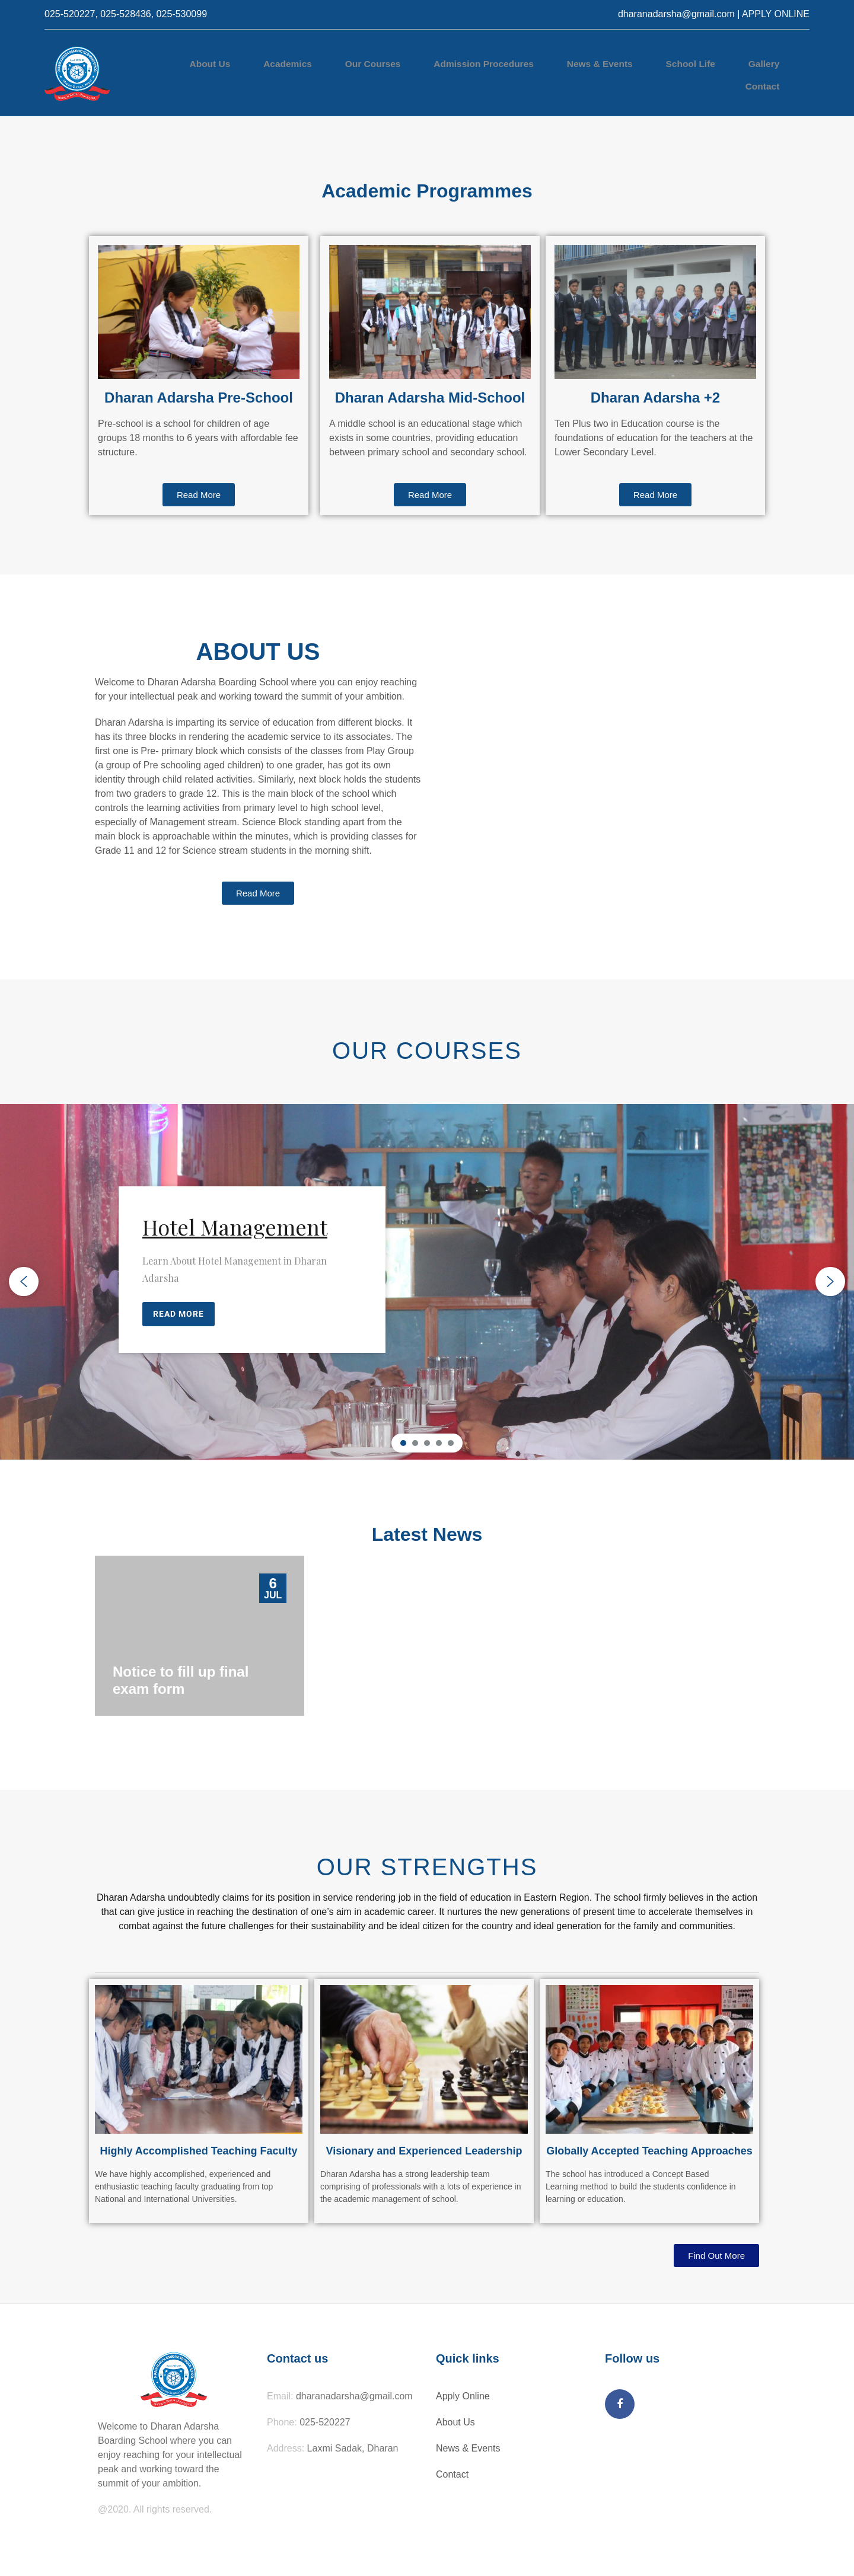 025-520227, 025-528436, 025-530099
dharanadarsha@gmail.com | APPLY ONLINE
About Us
Academics
Our Courses
Admission Procedures
News & Events
School Life
Gallery
Contact
Academic Programmes
Dharan Adarsha Pre-School
Pre-school is a school for children of age
groups 18 months to 6 years with affordable fee
structure.
Read More
Dharan Adarsha Mid-School
A middle school is an educational stage which
exists in some countries, providing education
between primary school and secondary school.
Read More
Dharan Adarsha +2
Ten Plus two in Education course is the
foundations of education for the teachers at the
Lower Secondary Level.
Read More
ABOUT US
Welcome to Dharan Adarsha Boarding School where you can enjoy reaching
for your intellectual peak and working toward the summit of your ambition.
Dharan Adarsha is imparting its service of education from different blocks. It
has its three blocks in rendering the academic service to its associates. The
first one is Pre- primary block which consists of the classes from Play Group
(a group of Pre schooling aged children) to one grader, has got its own
identity through child related activities. Similarly, next block holds the students
from two graders to grade 12. This is the main block of the school which
controls the learning activities from primary level to high school level,
especially of Management stream. Science Block standing apart from the
main block is approachable within the minutes, which is providing classes for
Grade 11 and 12 for Science stream students in the morning shift.
Read More
OUR COURSES
Hotel Management
Learn About Hotel Management in Dharan
Adarsha
READ MORE
Latest News
6
JUL
Notice to fill up final
exam form
OUR STRENGTHS
Dharan Adarsha undoubtedly claims for its position in service rendering job in the field of education in Eastern Region. The school firmly believes in the action
that can give justice in reaching the destination of one’s aim in academic career. It nurtures the new generations of present time to accelerate themselves in
combat against the future challenges for their sustainability and be ideal citizen for the country and ideal generation for the family and communities.
Highly Accomplished Teaching Faculty
We have highly accomplished, experienced and
enthusiastic teaching faculty graduating from top
National and International Universities.
Visionary and Experienced Leadership
Dharan Adarsha has a strong leadership team
comprising of professionals with a lots of experience in
the academic management of school.
Globally Accepted Teaching Approaches
The school has introduced a Concept Based
Learning method to build the students confidence in
learning or education.
Find Out More
Welcome to Dharan Adarsha
Boarding School where you can
enjoy reaching for your intellectual
peak and working toward the
summit of your ambition.
@2020. All rights reserved.
Contact us
Email: dharanadarsha@gmail.com
Phone: 025-520227
Address: Laxmi Sadak, Dharan
Quick links
Apply Online
About Us
News & Events
Contact
Follow us